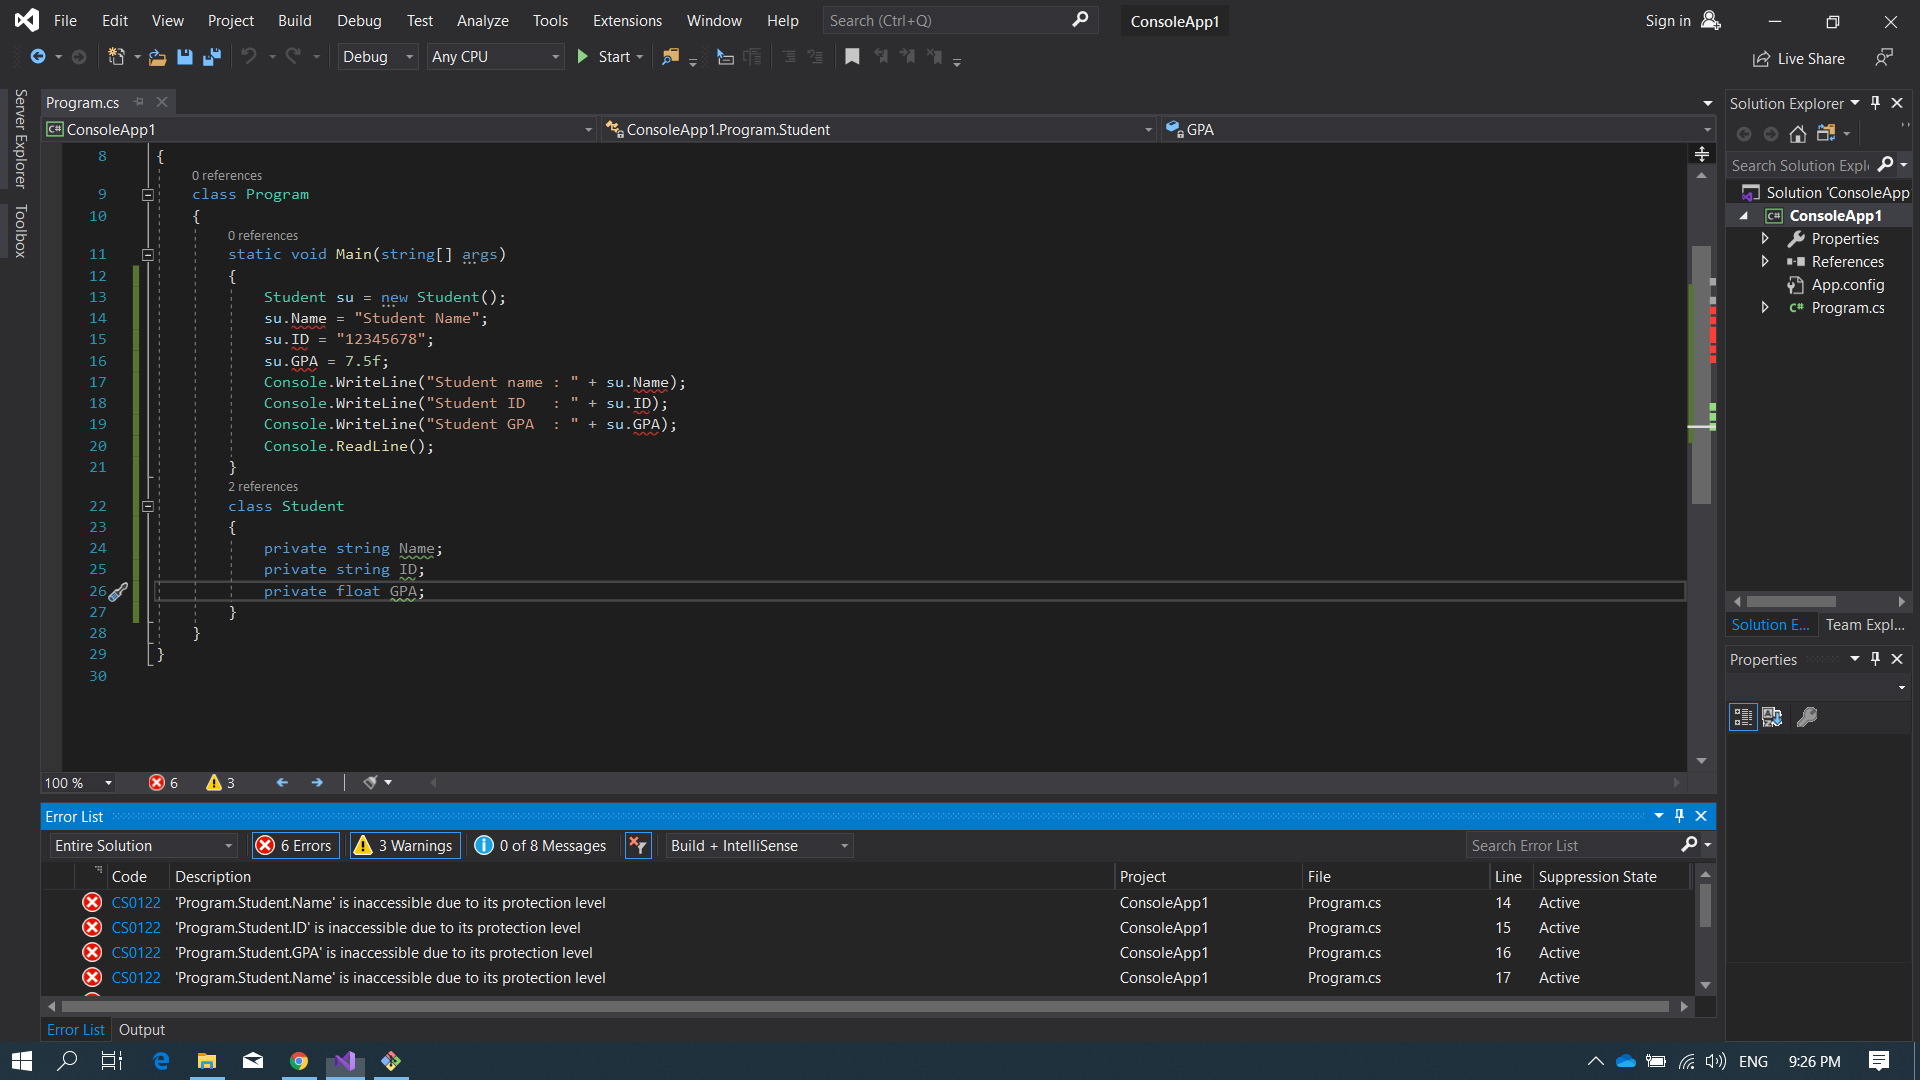 File Edit View Project Build Debug Test Analyze Tools Extensions Window Help Search (Ctrl+Q) ConsoleApp1 Sign in
Debug Any CPU Start Live Share
Server Explorer
Toolbox
Program.cs
C# ConsoleApp1 ConsoleApp1.Program.Student GPA
8 {
0 references
9 class Program
10 {
0 references
11 static void Main(string[] args)
12 {
13 Student su = new Student();
14 su.Name = "Student Name";
15 su.ID = "12345678";
16 su.GPA = 7.5f;
17 Console.WriteLine("Student name : " + su.Name);
18 Console.WriteLine("Student ID   : " + su.ID);
19 Console.WriteLine("Student GPA  : " + su.GPA);
20 Console.ReadLine();
21 }
2 references
22 class Student
23 {
24 private string Name;
25 private string ID;
26 private float GPA;
27 }
28 }
29 }
30
100 % 6 3
Solution Explorer
Search Solution Expl
Solution 'ConsoleApp
C# ConsoleApp1
Properties
References
App.config
C# Program.cs
Solution E... Team Expl...
Properties
Error List
Entire Solution 6 Errors 3 Warnings 0 of 8 Messages Build + IntelliSense Search Error List
Code Description Project File Line Suppression State
CS0122 'Program.Student.Name' is inaccessible due to its protection level ConsoleApp1 Program.cs 14 Active
CS0122 'Program.Student.ID' is inaccessible due to its protection level ConsoleApp1 Program.cs 15 Active
CS0122 'Program.Student.GPA' is inaccessible due to its protection level ConsoleApp1 Program.cs 16 Active
CS0122 'Program.Student.Name' is inaccessible due to its protection level ConsoleApp1 Program.cs 17 Active
Error List Output
ENG 9:26 PM